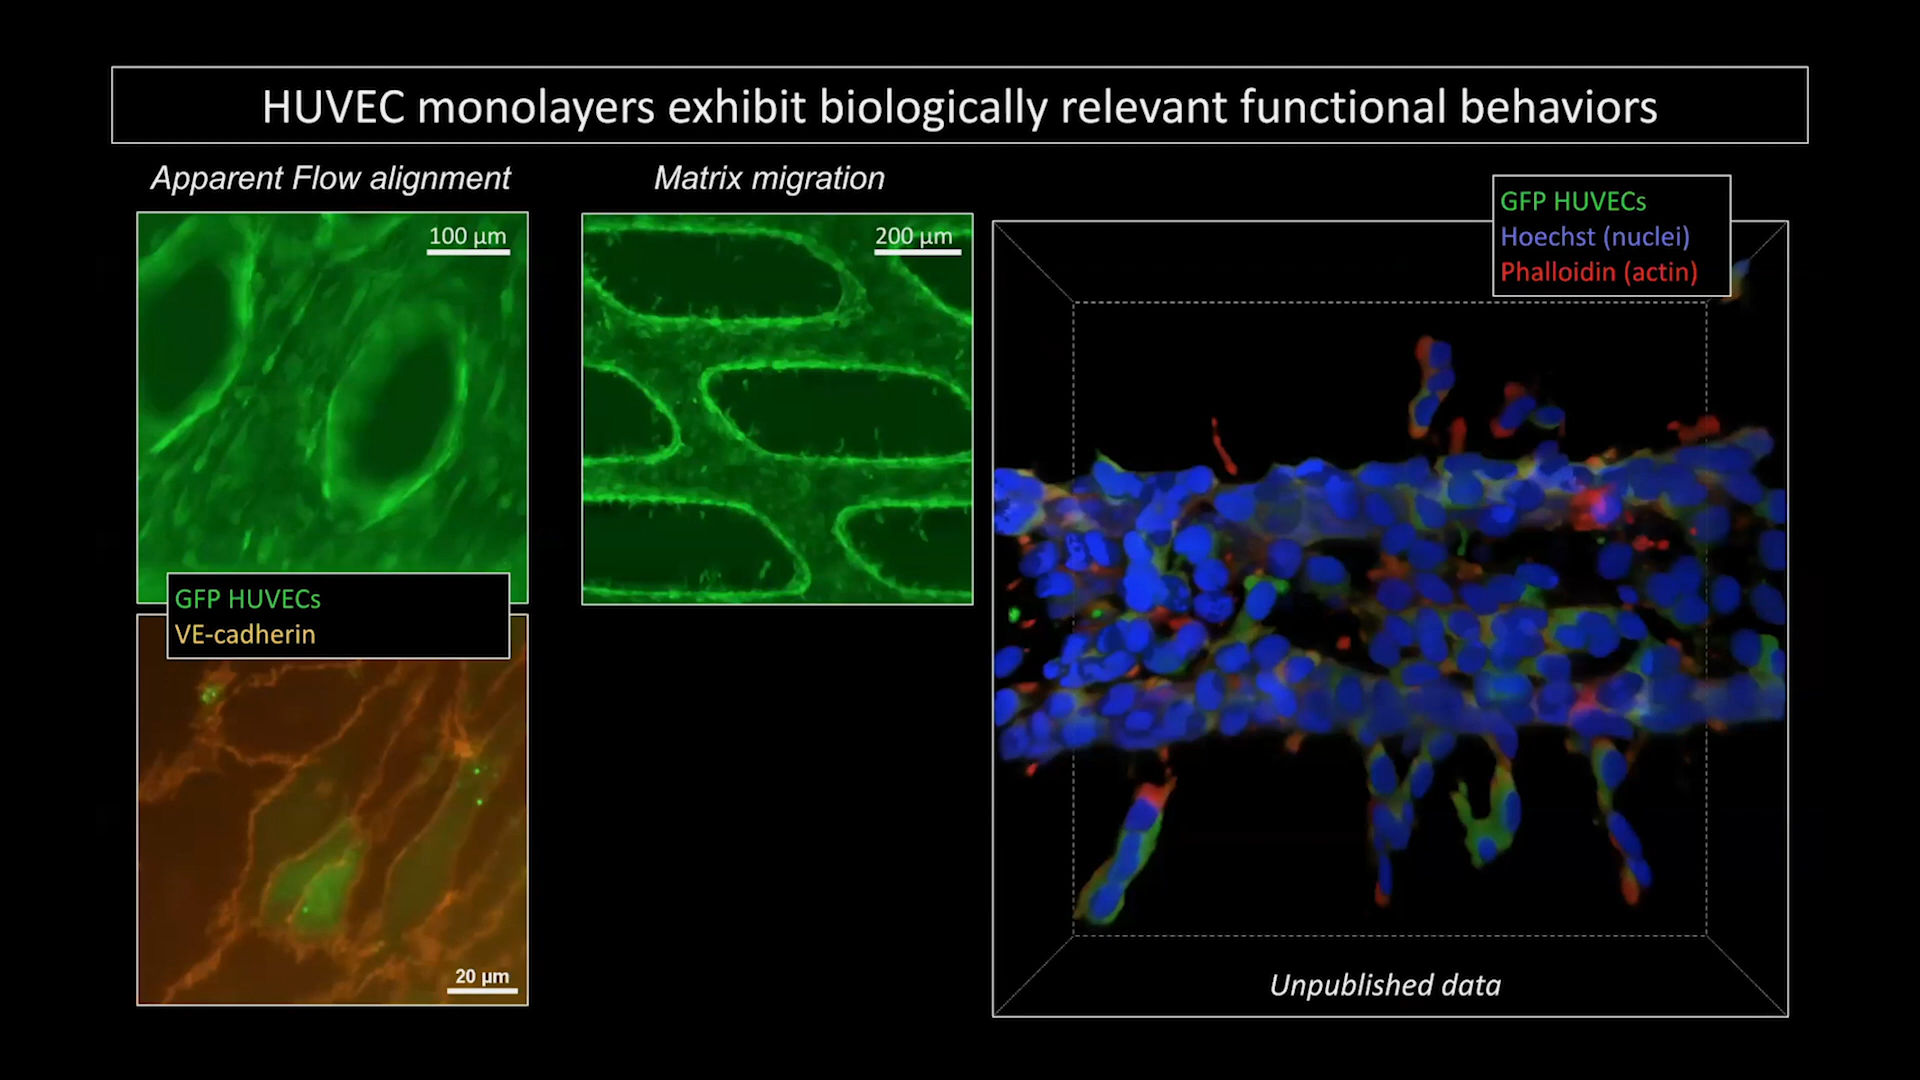 HUVEC monolayers exhibit biologically relevant functional behaviors
Apparent Flow alignment
100 µm
GFP HUVECs
VE-cadherin
20 µm
Matrix migration
200 µm
GFP HUVECs
Hoechst (nuclei)
Phalloidin (actin)
Unpublished data